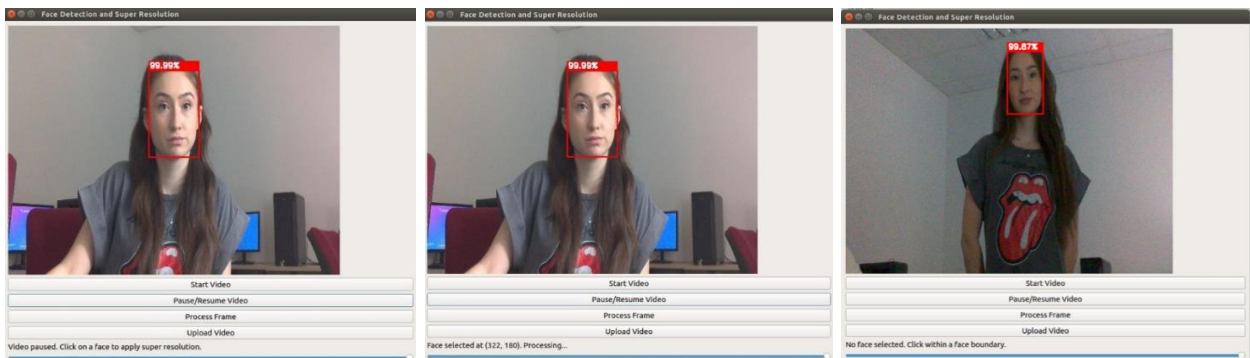 Face Detection and Super Resolution
99.99%
Start Video
Pause/Resume Video
Process Frame
Upload Video
Video paused. Click on a face to apply super resolution.
Face Detection and Super Resolution
99.99%
Start Video
Pause/Resume Video
Process Frame
Upload Video
Face selected at (322, 180). Processing...
Face Detection and Super Resolution
99.87%
Start Video
Pause/Resume Video
Process Frame
Upload Video
No face selected. Click within a face boundary.